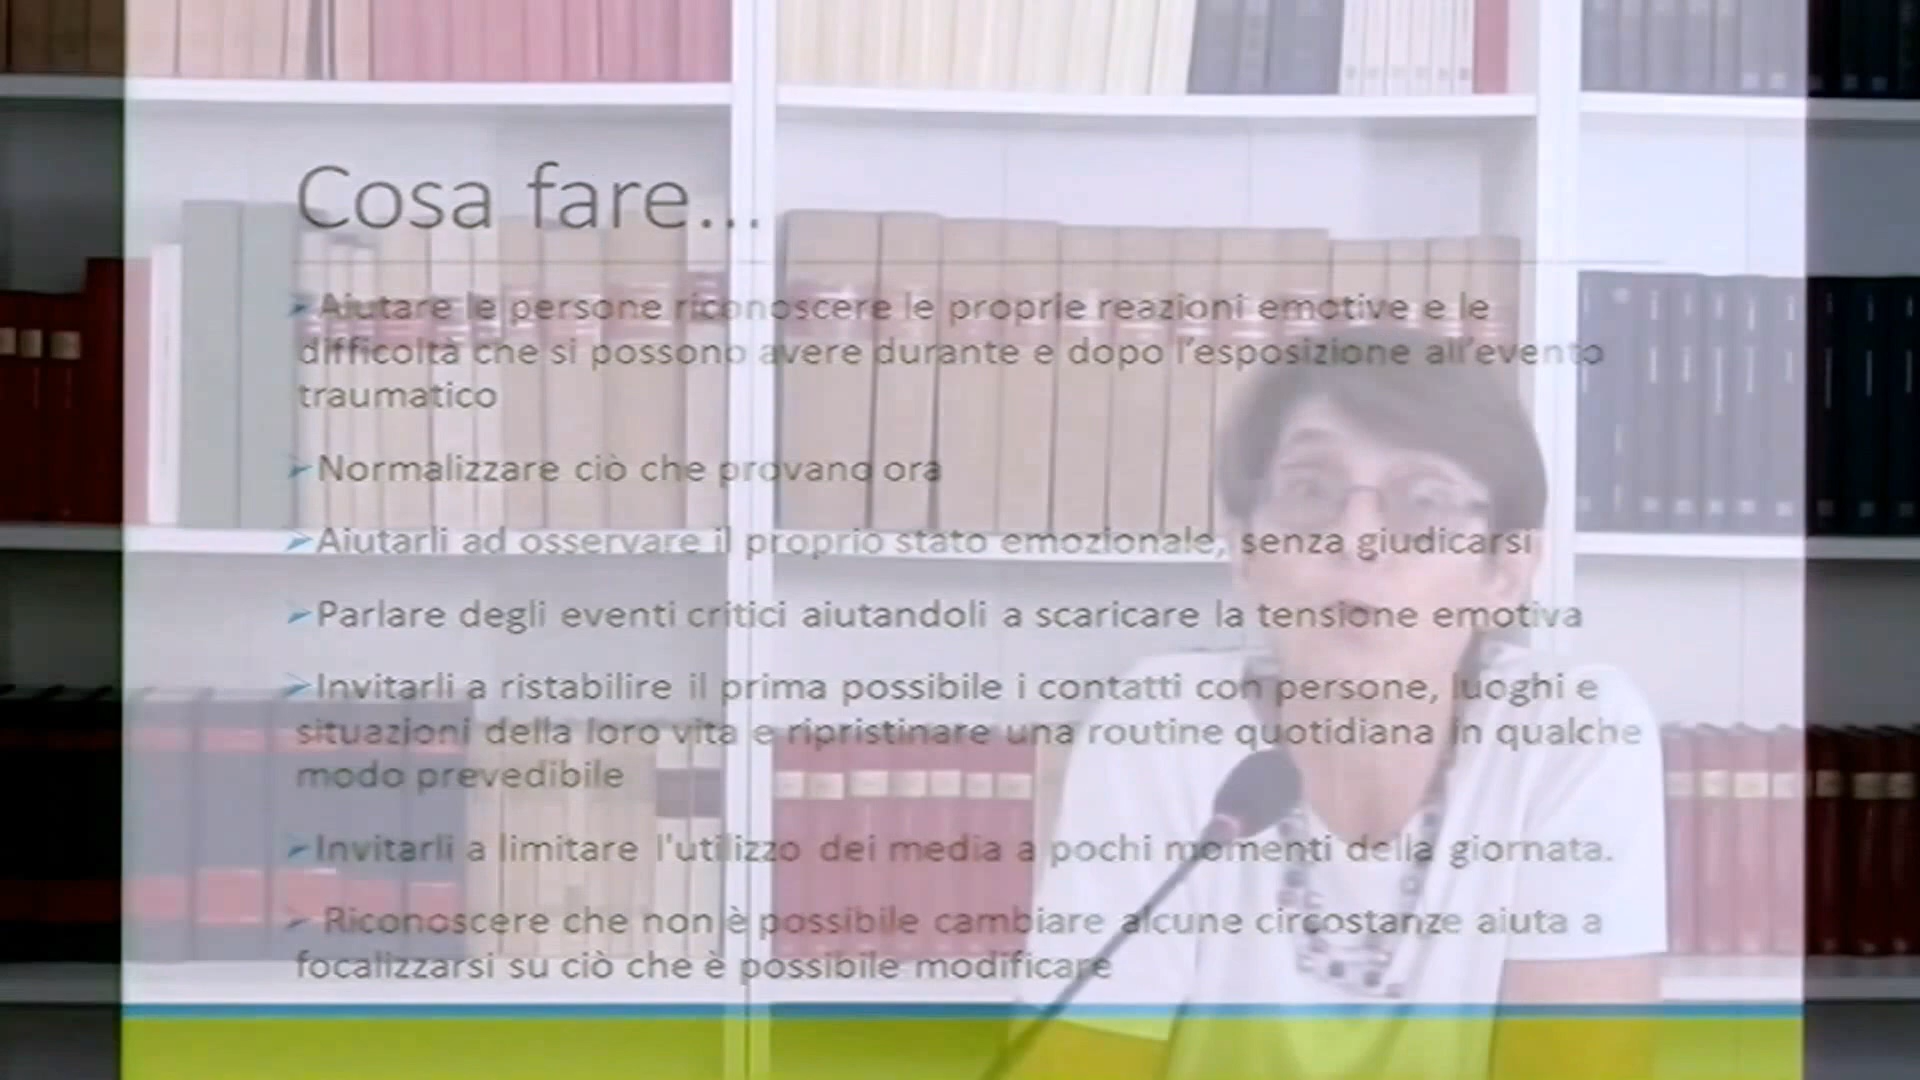 Cosa fare...
➢Aiutare le persone riconoscere le proprie reazioni emotive e le
difficoltà che si possono avere durante e dopo l'esposizione all'evento
traumatico
➢Normalizzare ciò che provano ora
➢Aiutarli ad osservare il proprio stato emozionale, senza giudicarsi
➢Parlare degli eventi critici aiutandoli a scaricare la tensione emotiva
➢Invitarli a ristabilire il prima possibile i contatti con persone, luoghi e
situazioni della loro vita e ripristinare una routine quotidiana in qualche
modo prevedibile
➢Invitarli a limitare l'utilizzo dei media a pochi momenti della giornata.
➢ Riconoscere che non è possibile cambiare alcune circostanze aiuta a
focalizzarsi su ciò che è possibile modificare